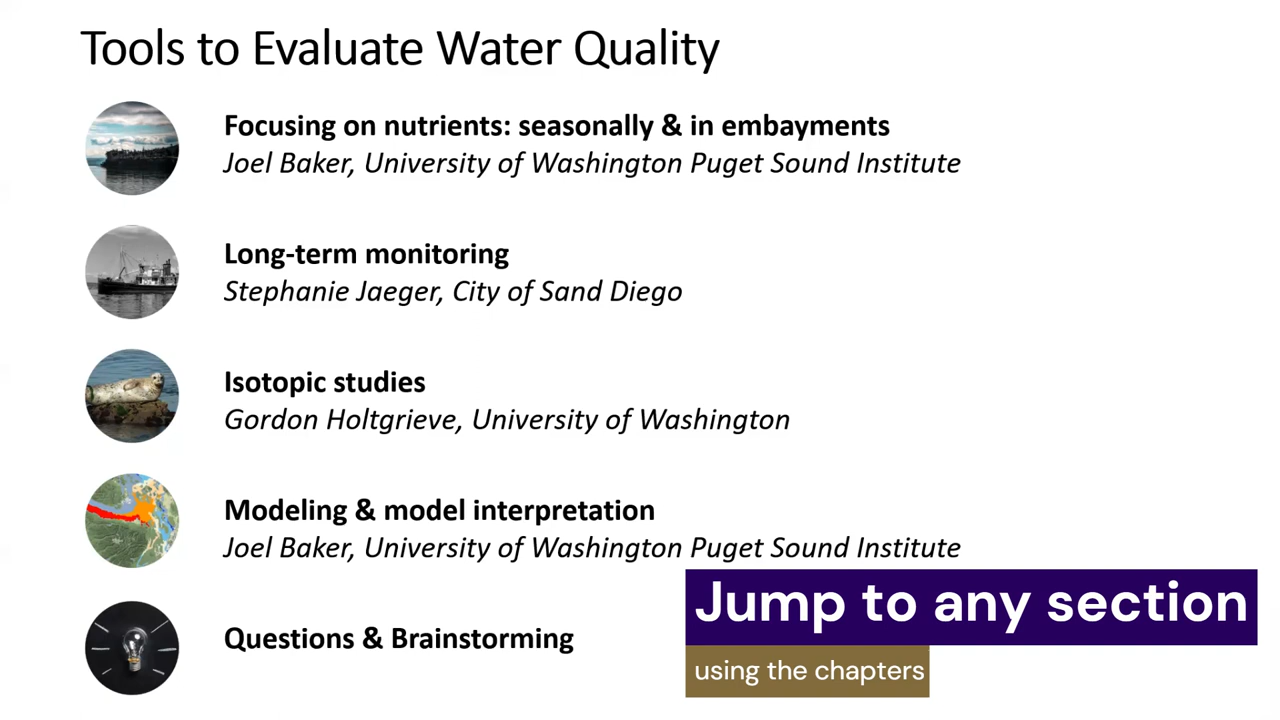 Tools to Evaluate Water Quality
Focusing on nutrients: seasonally & in embayments
Joel Baker, University of Washington Puget Sound Institute
Long-term monitoring
Stephanie Jaeger, City of Sand Diego
Isotopic studies
Gordon Holtgrieve, University of Washington
Modeling & model interpretation
Joel Baker, University of Washington Puget Sound Institute
Questions & Brainstorming
Jump to any section
using the chapters